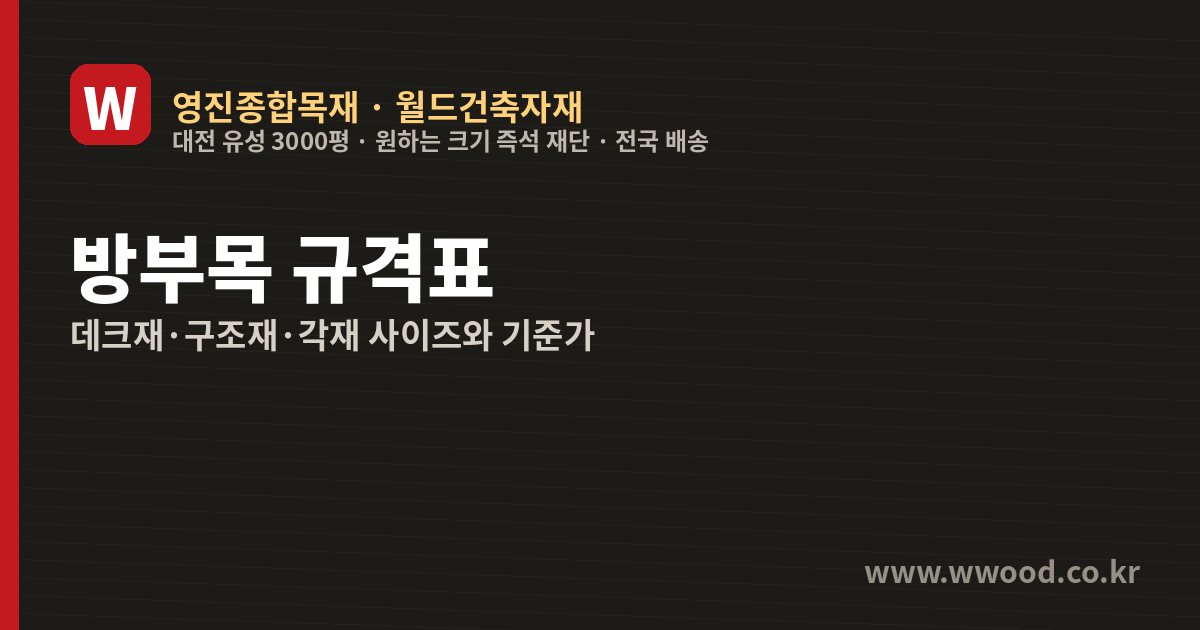 W
영진종합목재 · 월드건축자재
대전 유성 3000평 · 원하는 크기 즉석 재단 · 전국 배송
방부목 규격표
데크재·구조재·각재 사이즈와 기준가
www.wwood.co.kr